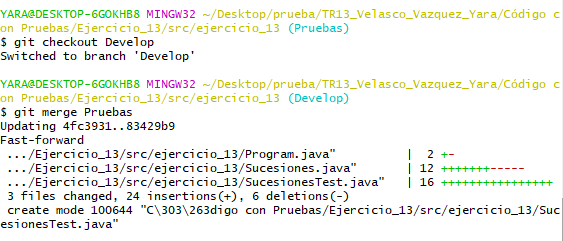 YARA@DESKTOP-6GOKHB8 MINGW32 ~/Desktop/prueba/TR13_Velasco_Vazquez_Yara/Código c
on Pruebas/Ejercicio_13/src/ejercicio_13 (Pruebas)
$ git checkout Develop
Switched to branch 'Develop'
YARA@DESKTOP-6GOKHB8 MINGW32 ~/Desktop/prueba/TR13_Velasco_Vazquez_Yara/Código c
on Pruebas/Ejercicio_13/src/ejercicio_13 (Develop)
$ git merge Pruebas
Updating 4fc3931..83429b9
Fast-forward
.../Ejercicio_13/src/ejercicio_13/Program.java" | 2 +-
.../Ejercicio_13/src/ejercicio_13/Sucesiones.java" | 12 +++++++-----
.../Ejercicio_13/src/ejercicio_13/SucesionesTest.java" | 16 ++++++++++++++++
3 files changed, 24 insertions(+), 6 deletions(-)
create mode 100644 "C\303\263digo con Pruebas/Ejercicio_13/src/ejercicio_13/Suc
esionesTest.java"